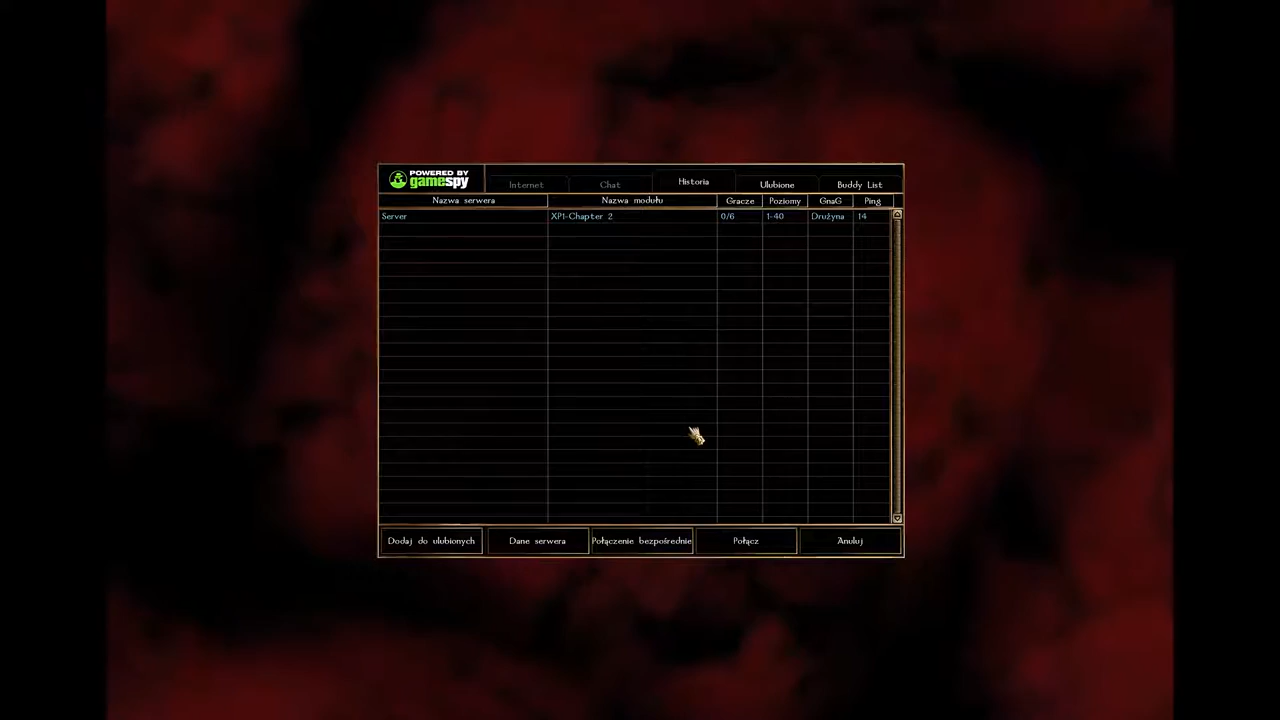 POWERED BY
gamespy
Internet Chat Historia Ulubione Buddy List
Nazwa serwera Nazwa modułu Gracze Poziomy GnaG Ping
Server XP1-Chapter 2 0/6 1-40 Drużyna 14
Dodaj do ulubionych Dane serwera Połączenie bezpośrednie Połącz Anuluj